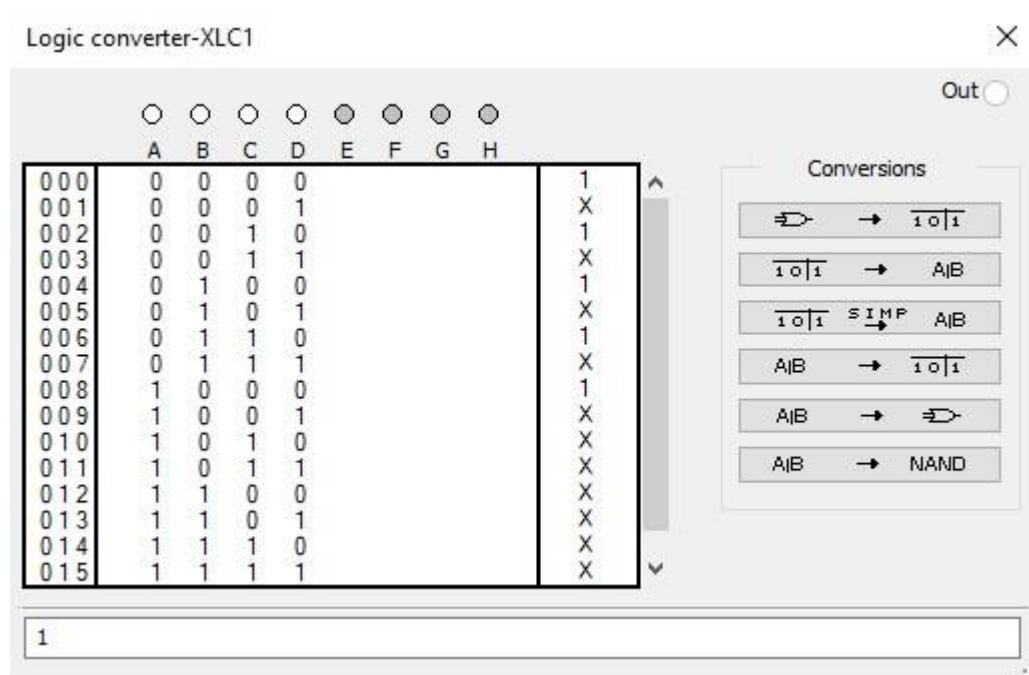 Logic converter-XLC1
Out
A B C D E F G H
000 0 0 0 0 1
001 0 0 0 1 X
002 0 0 1 0 1
003 0 0 1 1 X
004 0 1 0 0 1
005 0 1 0 1 X
006 0 1 1 0 1
007 0 1 1 1 X
008 1 0 0 0 1
009 1 0 0 1 X
010 1 0 1 0 X
011 1 0 1 1 X
012 1 1 0 0 X
013 1 1 0 1 X
014 1 1 1 0 X
015 1 1 1 1 X
Conversions
→ 1 0|1
1 0|1 → A|B
1 0|1 SIMP → A|B
A|B → 1 0|1
A|B →
A|B → NAND
1